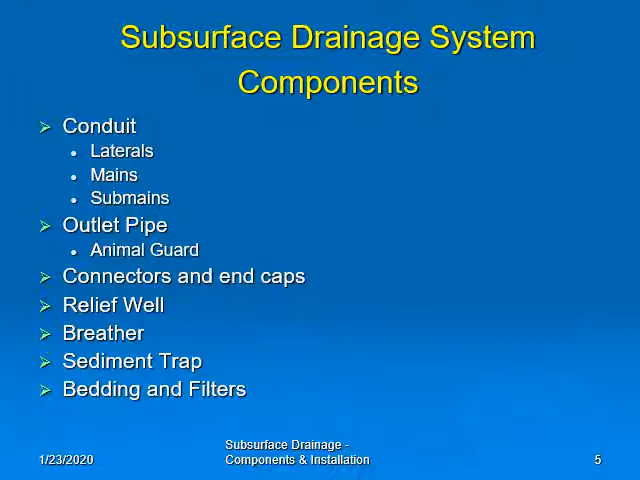 Subsurface Drainage System
Components
Conduit
Laterals
Mains
Submains
Outlet Pipe
Animal Guard
Connectors and end caps
Relief Well
Breather
Sediment Trap
Bedding and Filters
1/23/2020
Subsurface Drainage -
Components & Installation
5